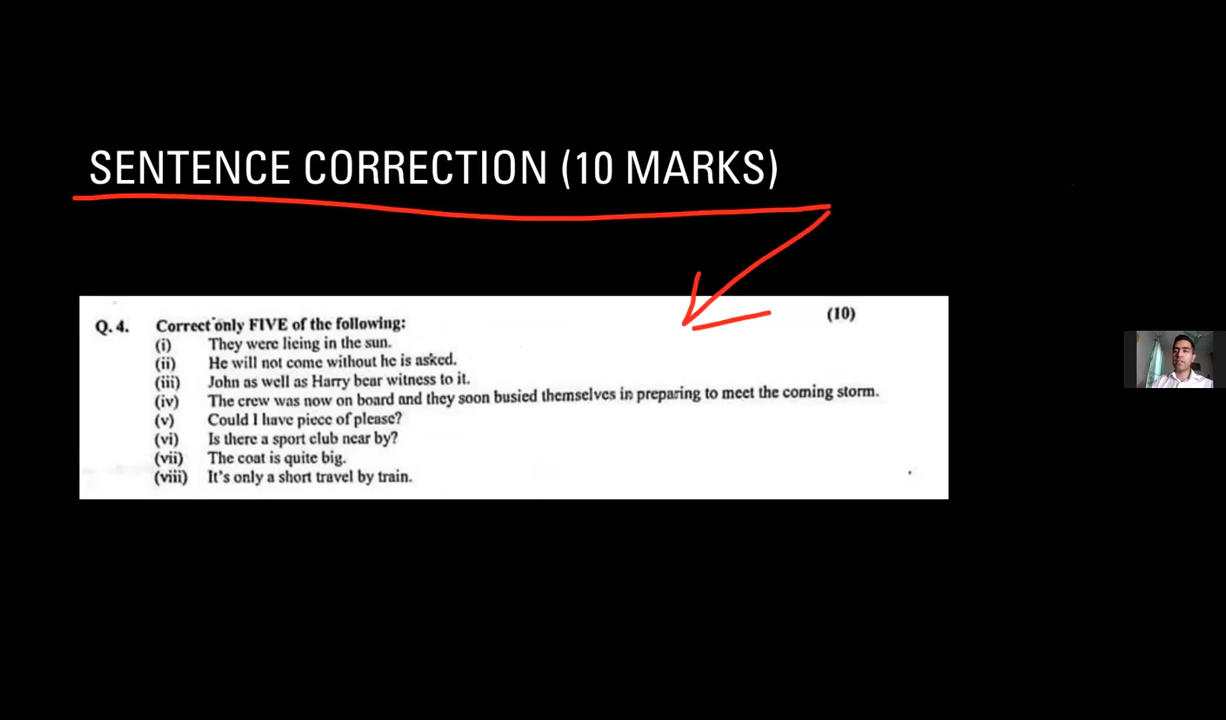 SENTENCE CORRECTION (10 MARKS)
Q. 4. Correct only FIVE of the following: (10)
(i) They were lieing in the sun.
(ii) He will not come without he is asked.
(iii) John as well as Harry bear witness to it.
(iv) The crew was now on board and they soon busied themselves in preparing to meet the coming storm.
(v) Could I have piece of please?
(vi) Is there a sport club near by?
(vii) The coat is quite big.
(viii) It's only a short travel by train.